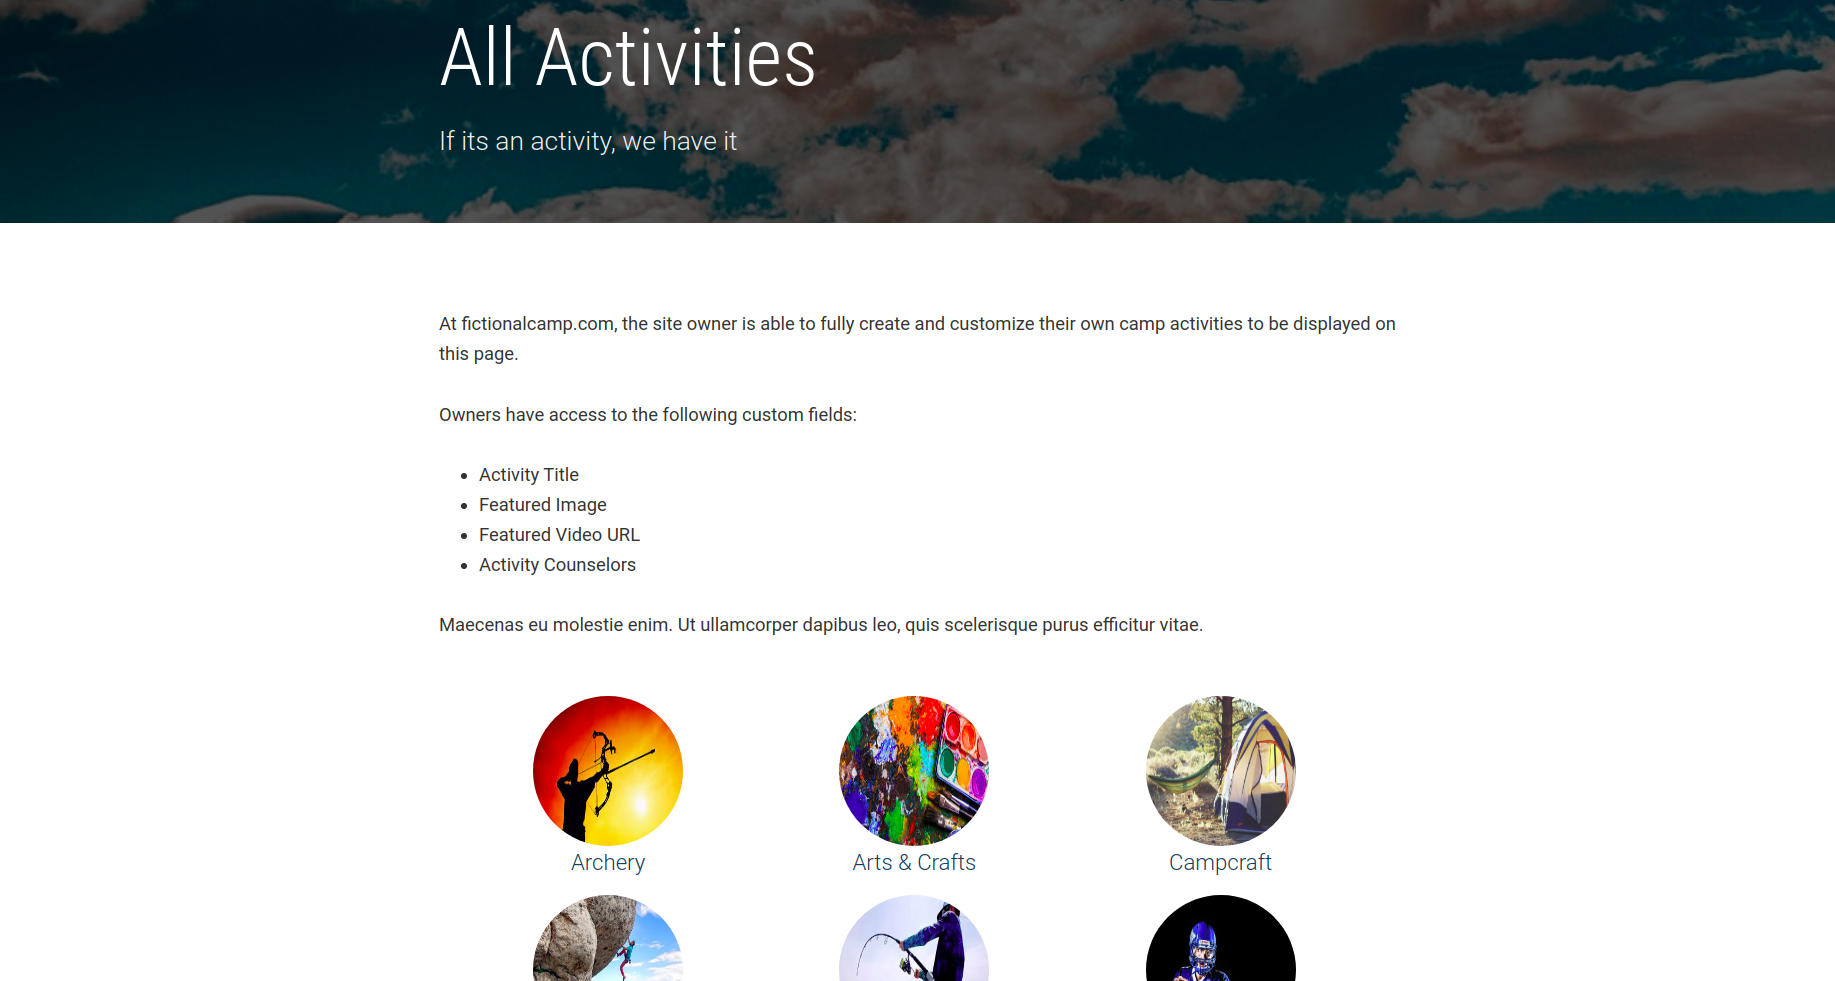 All Activities
If its an activity, we have it
At fictionalcamp.com, the site owner is able to fully create and customize their own camp activities to be displayed on
this page.
Owners have access to the following custom fields:
Activity Title
Featured Image
Featured Video URL
Activity Counselors
Maecenas eu molestie enim. Ut ullamcorper dapibus leo, quis scelerisque purus efficitur vitae.
Archery
Arts & Crafts
Campcraft